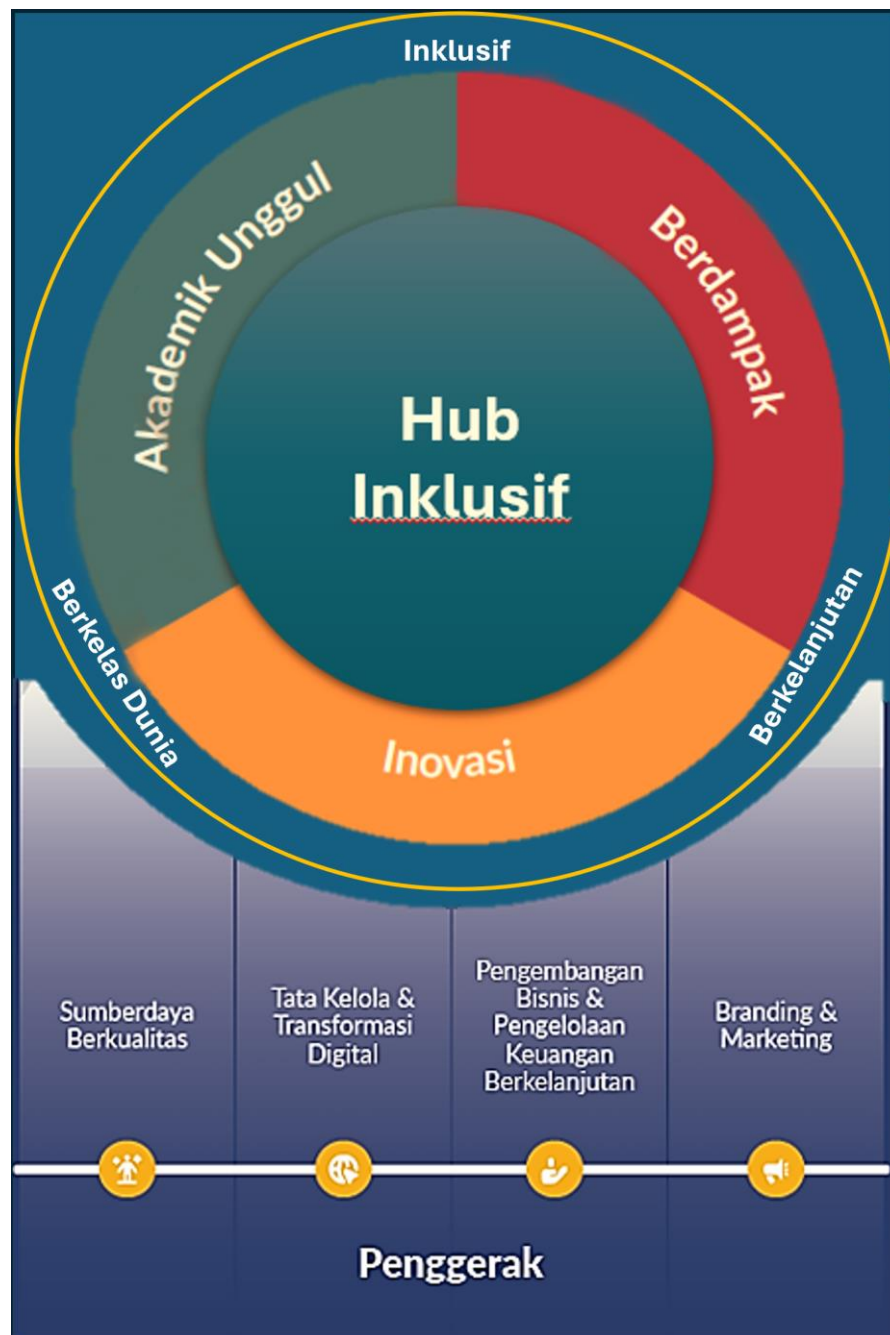 Inklusif
Akademik Unggul
Berdampak
Hub
Inklusif
Berkelas Dunia
Berkelanjutan
Inovasi
Sumberdaya
Berkualitas
Tata Kelola &
Transformasi
Digital
Pengembangan
Bisnis &
Pengelolaan
Keuangan
Berkelanjutan
Branding &
Marketing
Penggerak